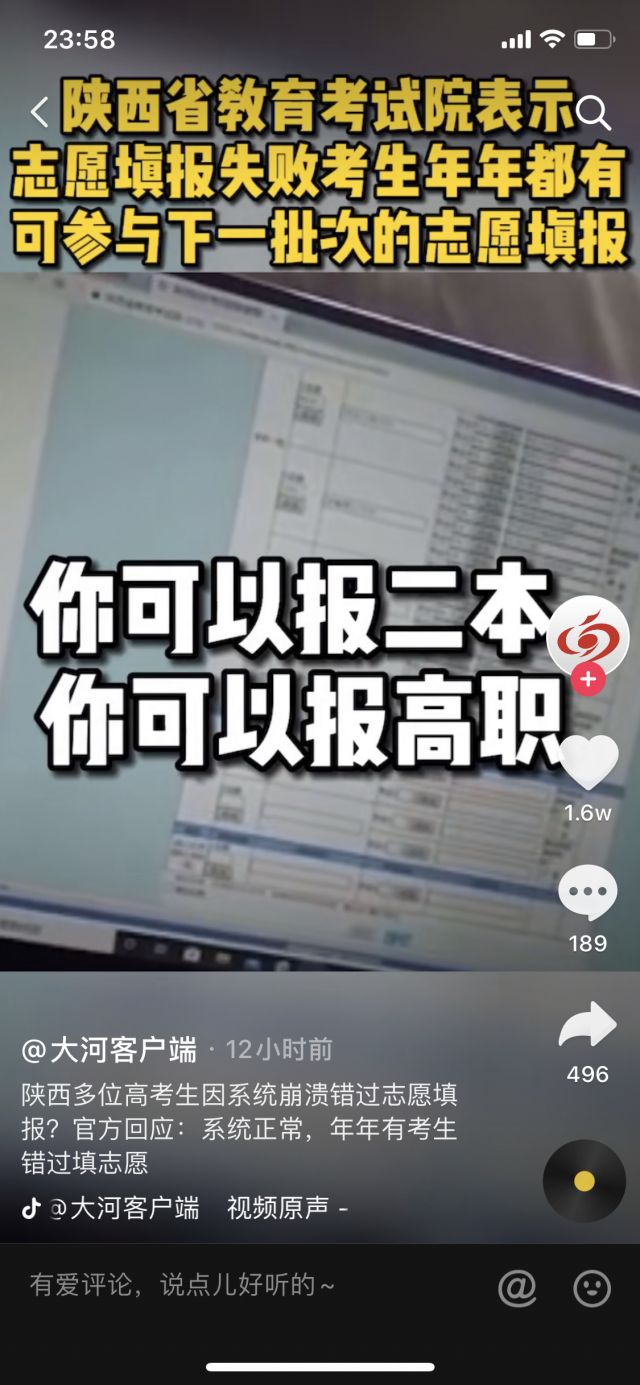 23:58
陕西省教育考试院表示
志愿填报失败考生年年都有
可参与下一批次的志愿填报
你可以报二本
你可以报高职
1.6w
189
@大河客户端 · 12小时前
496
陕西多位高考生因系统崩溃错过志愿填
报？官方回应：系统正常，年年有考生
错过填志愿
@大河客户端 视频原声 -
有爱评论，说点儿好听的~